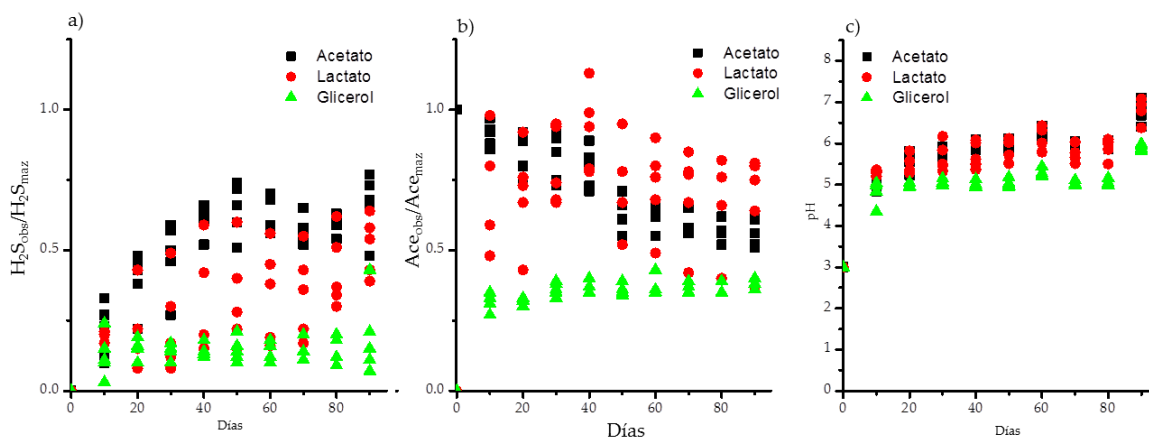 a)
H2Sobs/H2Smaz
1.0
0.5
0.0
0
20
40
60
80
Días
Acetato
Lactato
Glicerol
b)
Aceobs/Acemaz
1.0
0.5
0.0
0
20
40
60
80
Días
Acetato
Lactato
Glicerol
c)
pH
8
7
6
5
4
3
2
1
0
0
20
40
60
80
Días
Acetato
Lactato
Glicerol